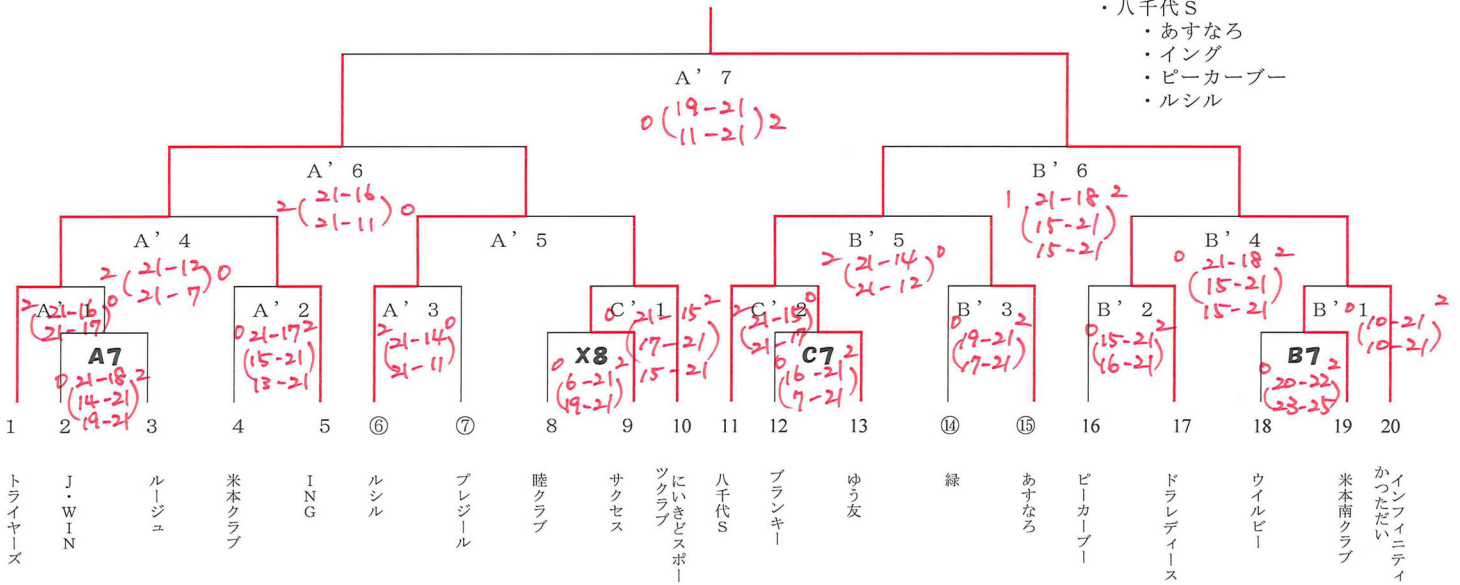 ・八千代S
・あすなろ
・イング
・ピーカーブー
・ルシル
A’ 7
0 (19-21 11-21) 2
A’ 6
2 (21-16 21-11) 0
B’ 6
1 (21-18 15-21 15-21) 2
A’ 4
2 (21-12 21-7) 0
A’ 5
B’ 5
2 (21-14 21-12) 0
B’ 4
0 (21-18 15-21 15-21) 2
A’ 1
2 (21-16 21-17) 0
A’ 2
0 (21-17 15-21 13-21) 2
A’ 3
2 (21-14 21-11) 0
C’ 1
0 (21-15 17-21 15-21) 2
C’ 2
2 (21-15 21-17) 0
B’ 3
0 (19-21 17-21) 2
B’ 2
0 (15-21 16-21) 2
B’ 1
0 (10-21 10-21) 2
A7
0 (21-18 14-21 19-21) 2
X8
0 (6-21 19-21) 2
C7
0 (16-21 7-21) 2
B7
0 (20-22 23-25) 2
1 2 3 4 5 ⑥ ⑦ 8 9 10 11 12 13 ⑭ ⑮ 16 17 18 19 20
トライヤーズ
J・WIN
ルージュ
米本クラブ
ING
ルシル
プレジール
睦クラブ
サクセス
にいきどスポー
ツクラブ
八千代S
ブランキー
ゆう友
緑
あすなろ
ピーカーブー
ドラレディース
ウイルビー
米本南クラブ
インフィニティ
かつただい